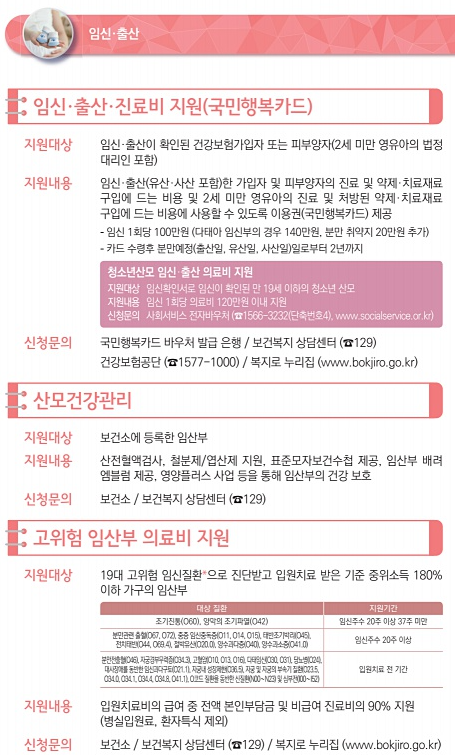 임신·출산
임신·출산·진료비 지원(국민행복카드)
지원대상 임신·출산이 확인된 건강보험가입자 또는 피부양자(2세 미만 영유아의 법정
대리인 포함)
지원내용 임신·출산(유산·사산 포함)한 가입자 및 피부양자의 진료 및 약제·치료재료
구입에 드는 비용 및 2세 미만 영유아의 진료 및 처방된 약제·치료재료
구입에 드는 비용에 사용할 수 있도록 이용권(국민행복카드) 제공
- 임신 1회당 100만원 (다태아 임신부의 경우 140만원, 분만 취약지 20만원 추가)
- 카드 수령후 분만예정(출산일, 유산일, 사산일)일로부터 2년까지
청소년산모 임신·출산 의료비 지원
지원대상 임신확인서로 임신이 확인된 만 19세 이하의 청소년 산모
지원내용 임신 1회당 의료비 120만원 이내 지원
신청문의 사회서비스 전자바우처 (☎1566-3232(단축번호4), www.socialservice.or.kr)
신청문의 국민행복카드 바우처 발급 은행 / 보건복지 상담센터 (☎129)
건강보험공단 (☎1577-1000) / 복지로 누리집 (www.bokjiro.go.kr)
산모건강관리
지원대상 보건소에 등록한 임산부
지원내용 산전혈액검사, 철분제/엽산제 지원, 표준모자보건수첩 제공, 임산부 배려
엠블럼 제공, 영양플러스 사업 등을 통해 임산부의 건강 보호
신청문의 보건소 / 보건복지 상담센터 (☎129)
고위험 임산부 의료비 지원
지원대상 19대 고위험 임신질환*으로 진단받고 입원치료 받은 기준 중위소득 180%
이하 가구의 임산부
대상 질환 지원기간
조기진통(O60), 양막의 조기파열(O42) 임신주수 20주 이상 37주 미만
분만관련 출혈(O67, O72), 중증 임신중독증(O11, O14, O15), 태반조기박리(O45),
전치태반(O44, O69.4), 절박유산(O20.0), 양수과다증(O40), 양수과소증(O41.0) 임신주수 20주 이상
분만전출혈(O46), 자궁경부무력증(O34.3), 고혈압(O10, O13, O16), 다태임신(O30, O31), 당뇨병(O24),
대사장애를 동반한 임신과다구토(O21.1), 자궁내 성장제한(O36.5), 자궁 및 자궁의 부속기 질환(O23.5,
O34.0, O34.1, O34.4, O34.8, O41.1), O코드 질환을 동반한 신질환(N00~N23) 및 심부전(I00~I52) 입원치료 전 기간
지원내용 입원치료비의 급여 중 전액 본인부담금 및 비급여 진료비의 90% 지원
(병실입원료, 환자특식 제외)
신청문의 보건소 / 보건복지 상담센터 (☎129) / 복지로 누리집 (www.bokjiro.go.kr)